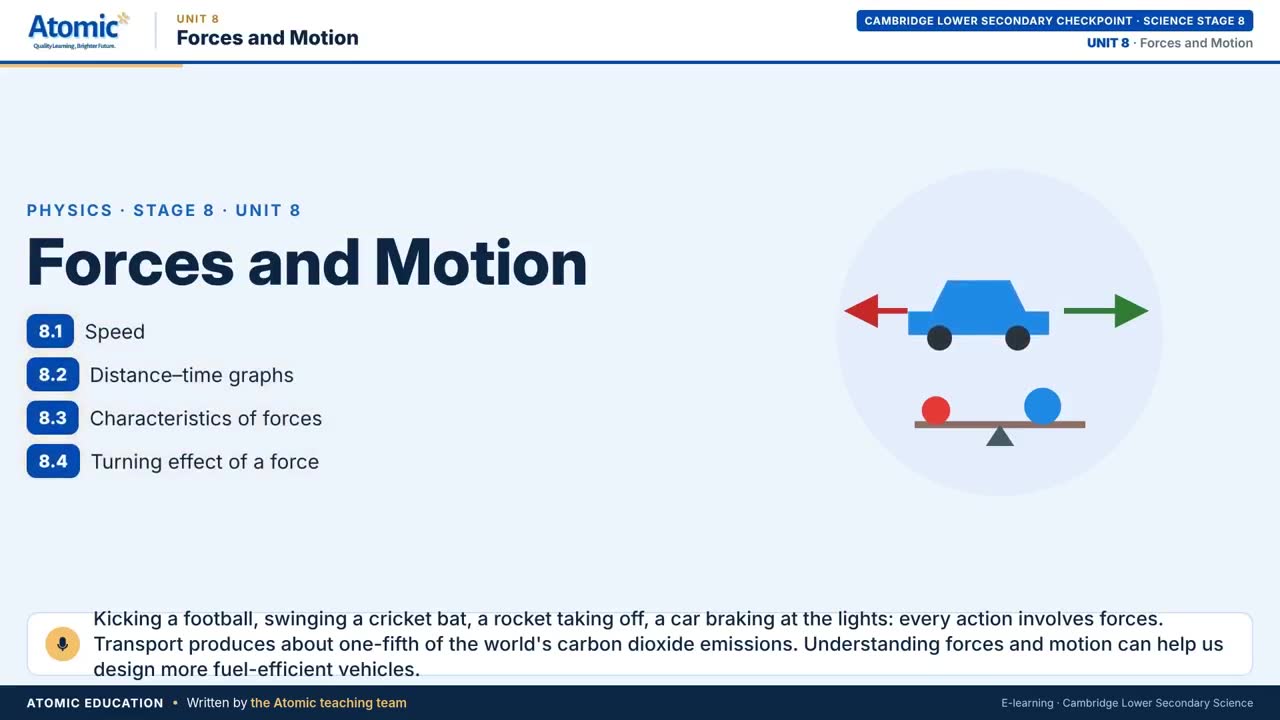 Atomic
Quality Learning, Brighter Future.
UNIT 8
Forces and Motion
CAMBRIDGE LOWER SECONDARY CHECKPOINT · SCIENCE STAGE 8
UNIT 8 · Forces and Motion
PHYSICS · STAGE 8 · UNIT 8
Forces and Motion
8.1 Speed
8.2 Distance–time graphs
8.3 Characteristics of forces
8.4 Turning effect of a force
Kicking a football, swinging a cricket bat, a rocket taking off, a car braking at the lights: every action involves forces.
Transport produces about one-fifth of the world's carbon dioxide emissions. Understanding forces and motion can help us
design more fuel-efficient vehicles.
ATOMIC EDUCATION • Written by the Atomic teaching team
E-learning · Cambridge Lower Secondary Science